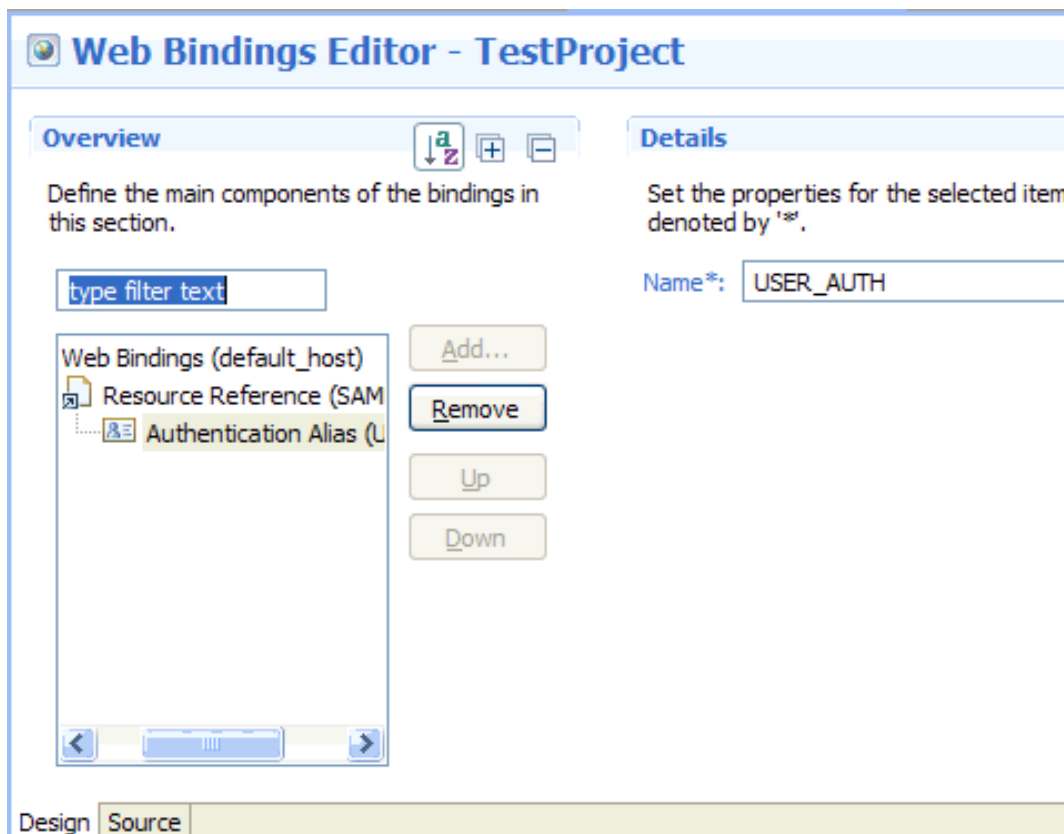 Web Bindings Editor - TestProject
Overview
Define the main components of the bindings in
this section.
type filter text
Web Bindings (default_host)
Resource Reference (SAM
Authentication Alias (U
Add...
Remove
Up
Down
Details
Set the properties for the selected item
denoted by '*'.
Name*: USER_AUTH
Design Source